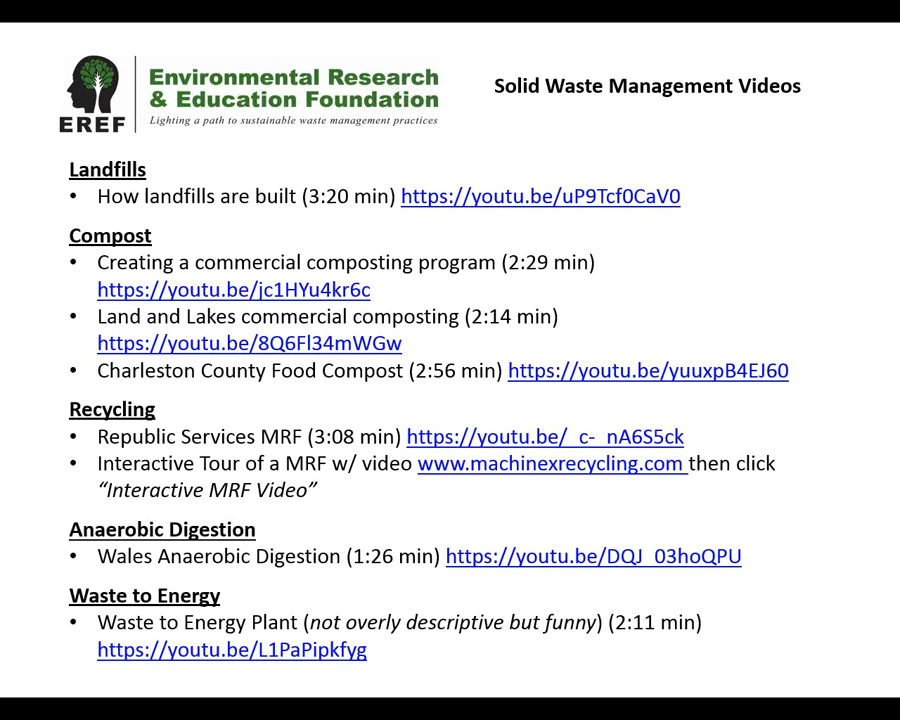 Environmental Research
& Education Foundation
EREF
Lighting a path to sustainable waste management practices
Solid Waste Management Videos
Landfills
• How landfills are built (3:20 min) https://youtu.be/uP9Tcf0CaV0
Compost
• Creating a commercial composting program (2:29 min)
https://youtu.be/jc1HYu4kr6c
• Land and Lakes commercial composting (2:14 min)
https://youtu.be/8Q6Fl34mWGw
• Charleston County Food Compost (2:56 min) https://youtu.be/yuuxpB4EJ60
Recycling
• Republic Services MRF (3:08 min) https://youtu.be/_c-_nA6S5ck
• Interactive Tour of a MRF w/ video www.machinexrecycling.com then click
“Interactive MRF Video”
Anaerobic Digestion
• Wales Anaerobic Digestion (1:26 min) https://youtu.be/DQJ_03hoQPU
Waste to Energy
• Waste to Energy Plant (not overly descriptive but funny) (2:11 min)
https://youtu.be/L1PaPipkfyg